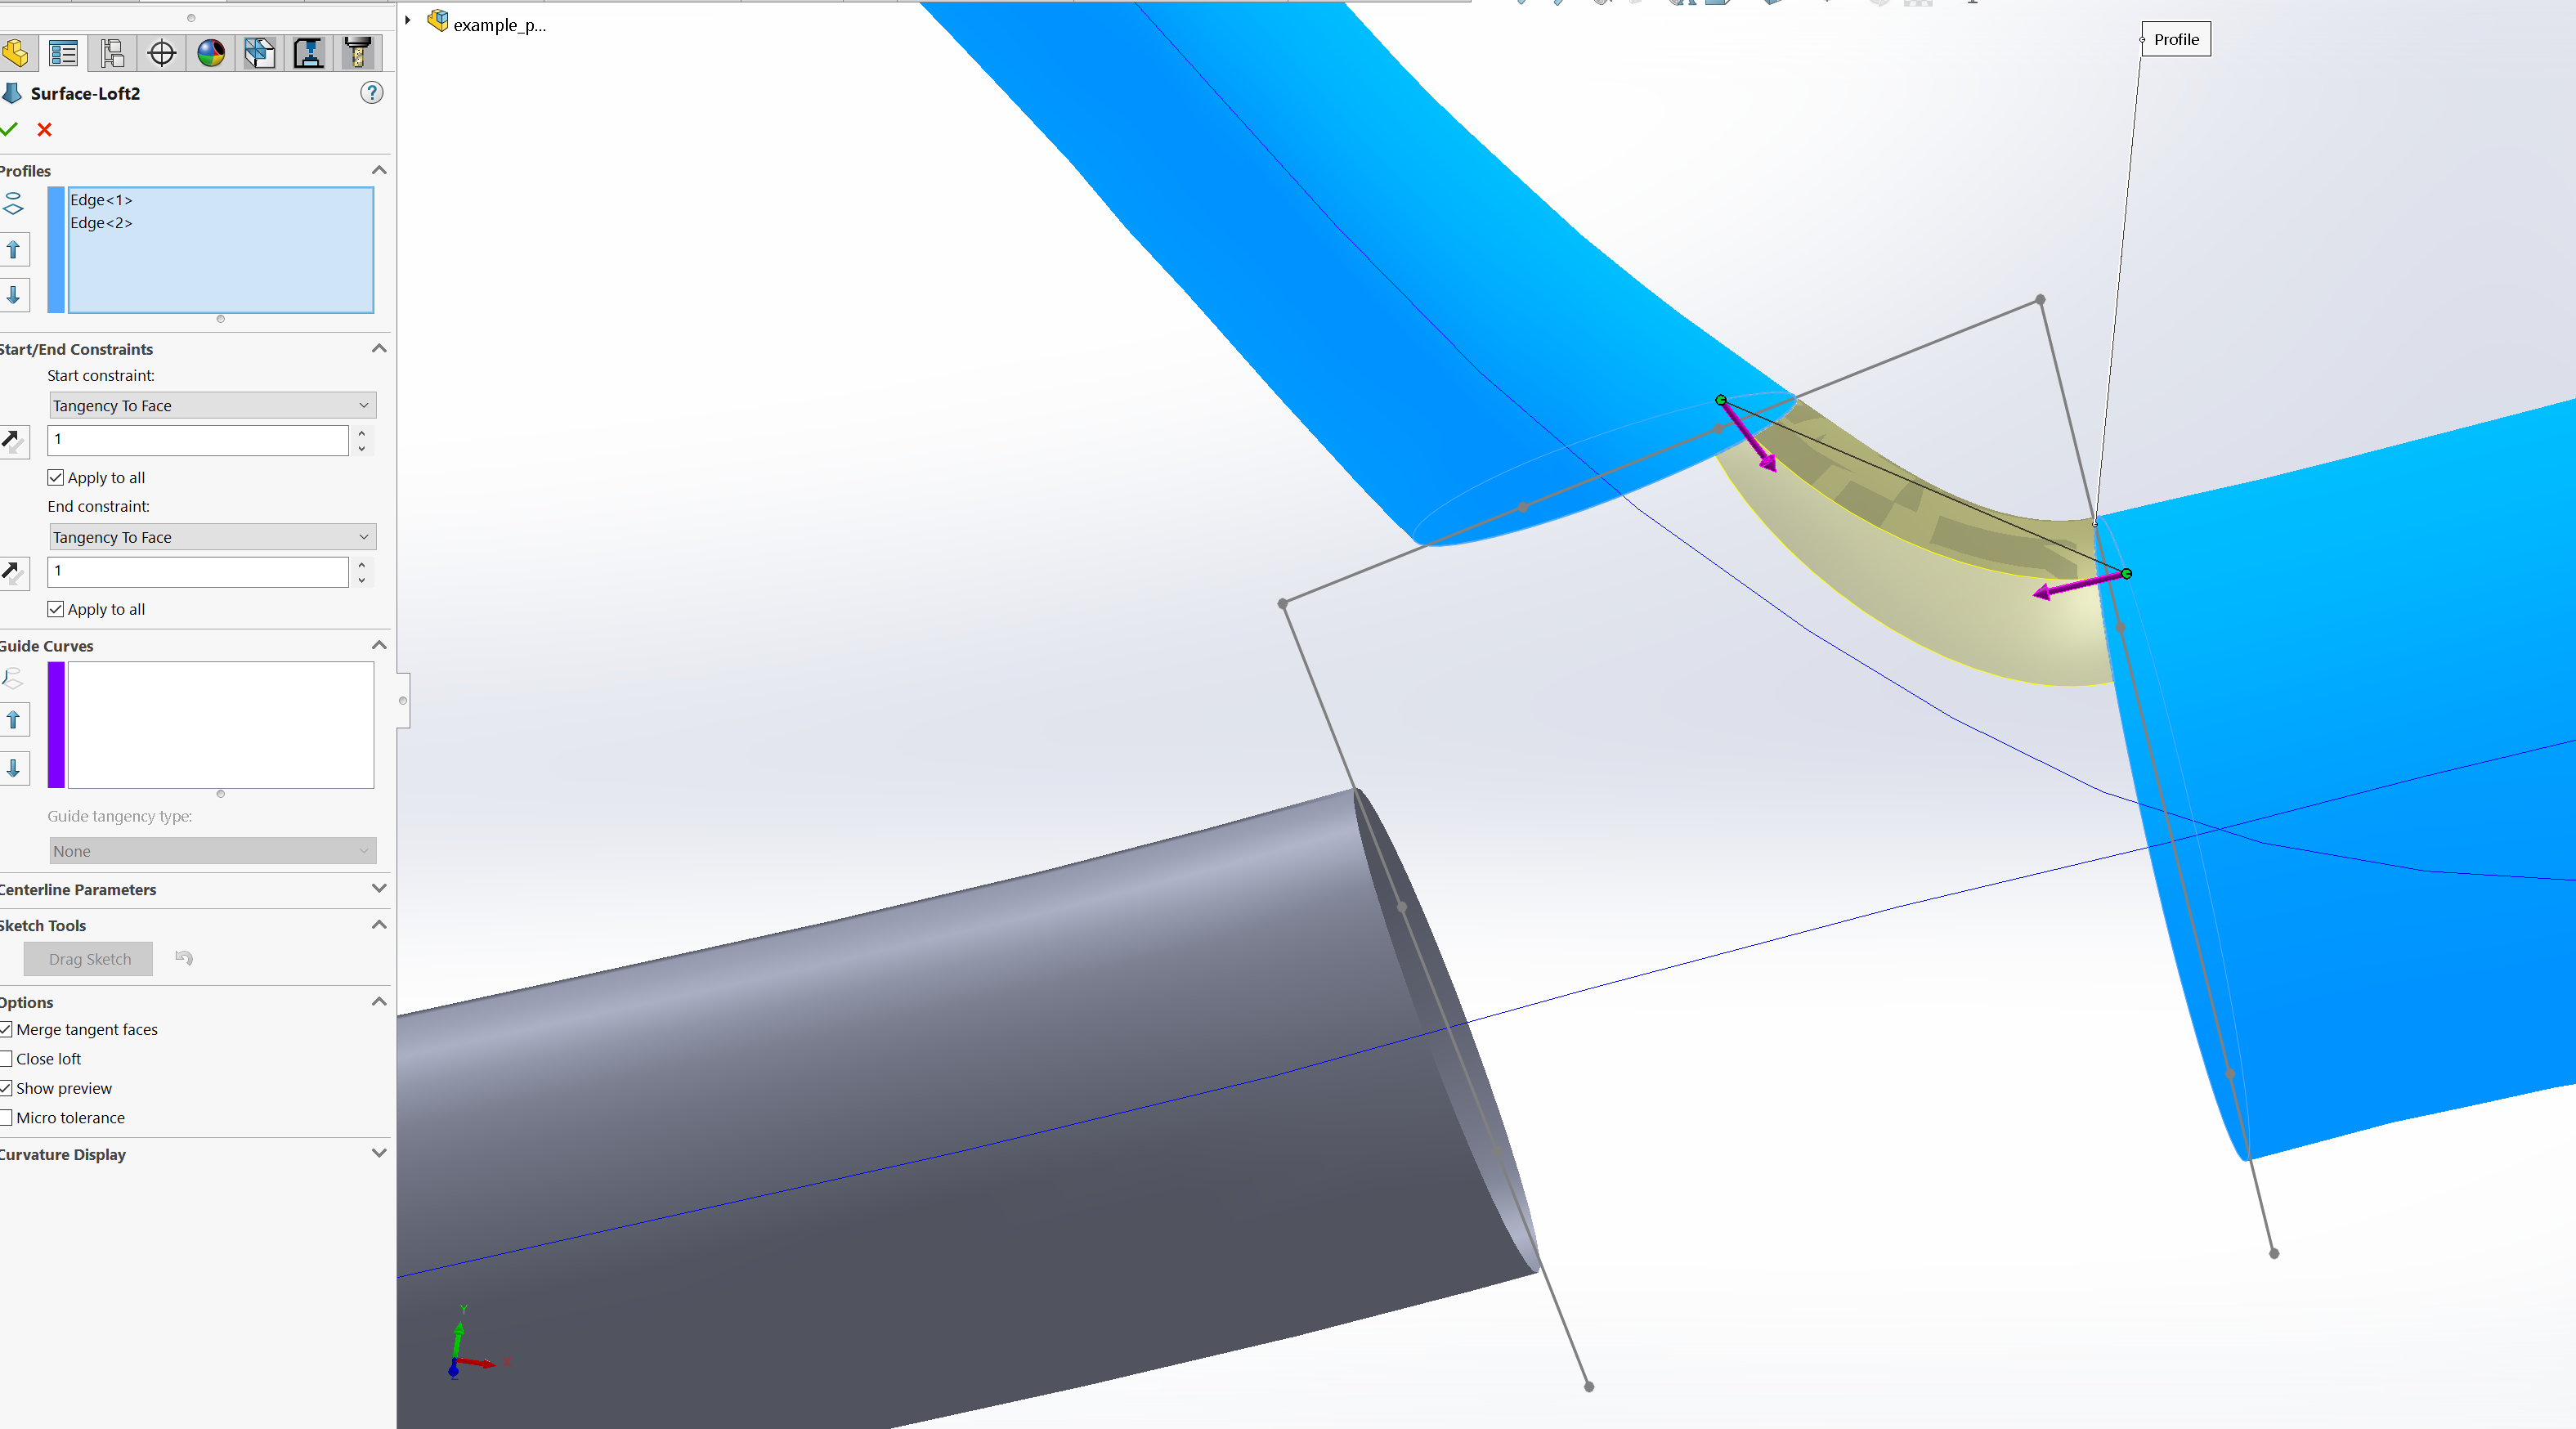 example_p...
Profile
Surface-Loft2
?
Profiles
Edge<1>
Edge<2>
Start/End Constraints
Start constraint:
Tangency To Face
1
Apply to all
End constraint:
Tangency To Face
1
Apply to all
Guide Curves
Guide tangency type:
None
Centerline Parameters
Sketch Tools
Drag Sketch
Options
Merge tangent faces
Close loft
Show preview
Micro tolerance
Curvature Display
Y
X
Z